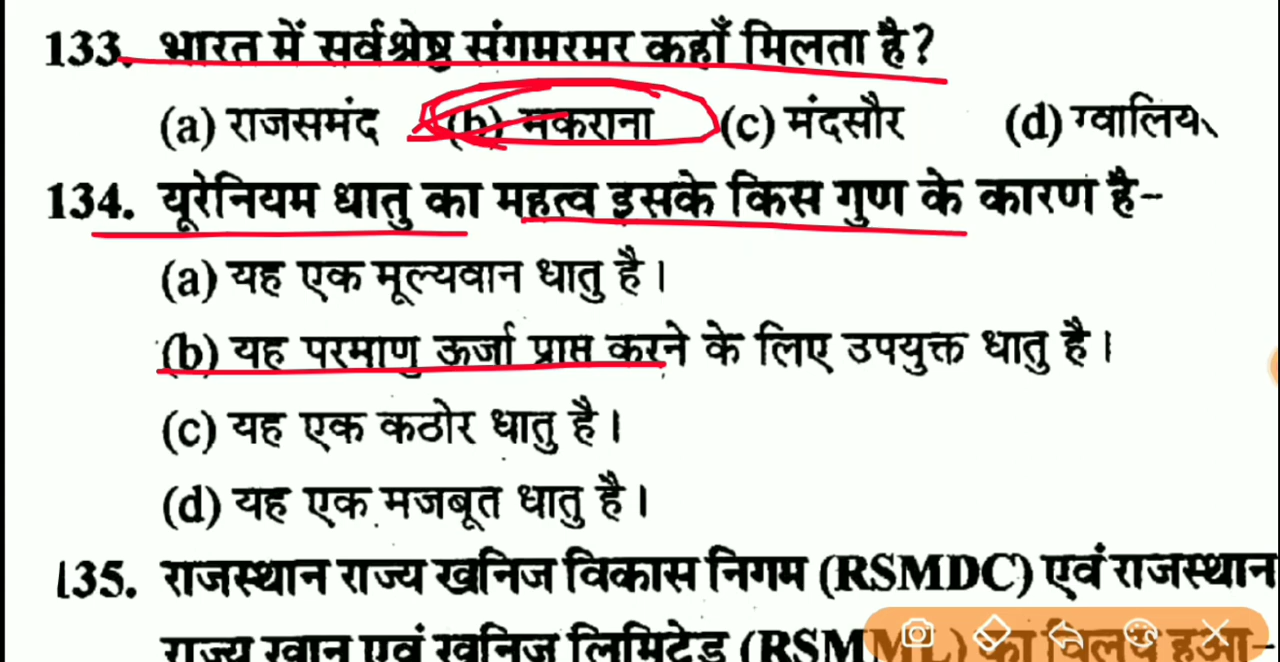 133. भारत में सर्वश्रेष्ठ संगमरमर कहाँ मिलता है?
(a) राजसमंद (b) मकराना (c) मंदसौर (d) ग्वालिय
134. यूरेनियम धातु का महत्व इसके किस गुण के कारण है-
(a) यह एक मूल्यवान धातु है।
(b) यह परमाणु ऊर्जा प्राप्त करने के लिए उपयुक्त धातु है।
(c) यह एक कठोर धातु है।
(d) यह एक मजबूत धातु है।
135. राजस्थान राज्य खनिज विकास निगम (RSMDC) एवं राजस्थान
राज्य खान एवं खनिज लिमिटेड (RSMML) का विलय हुआ-